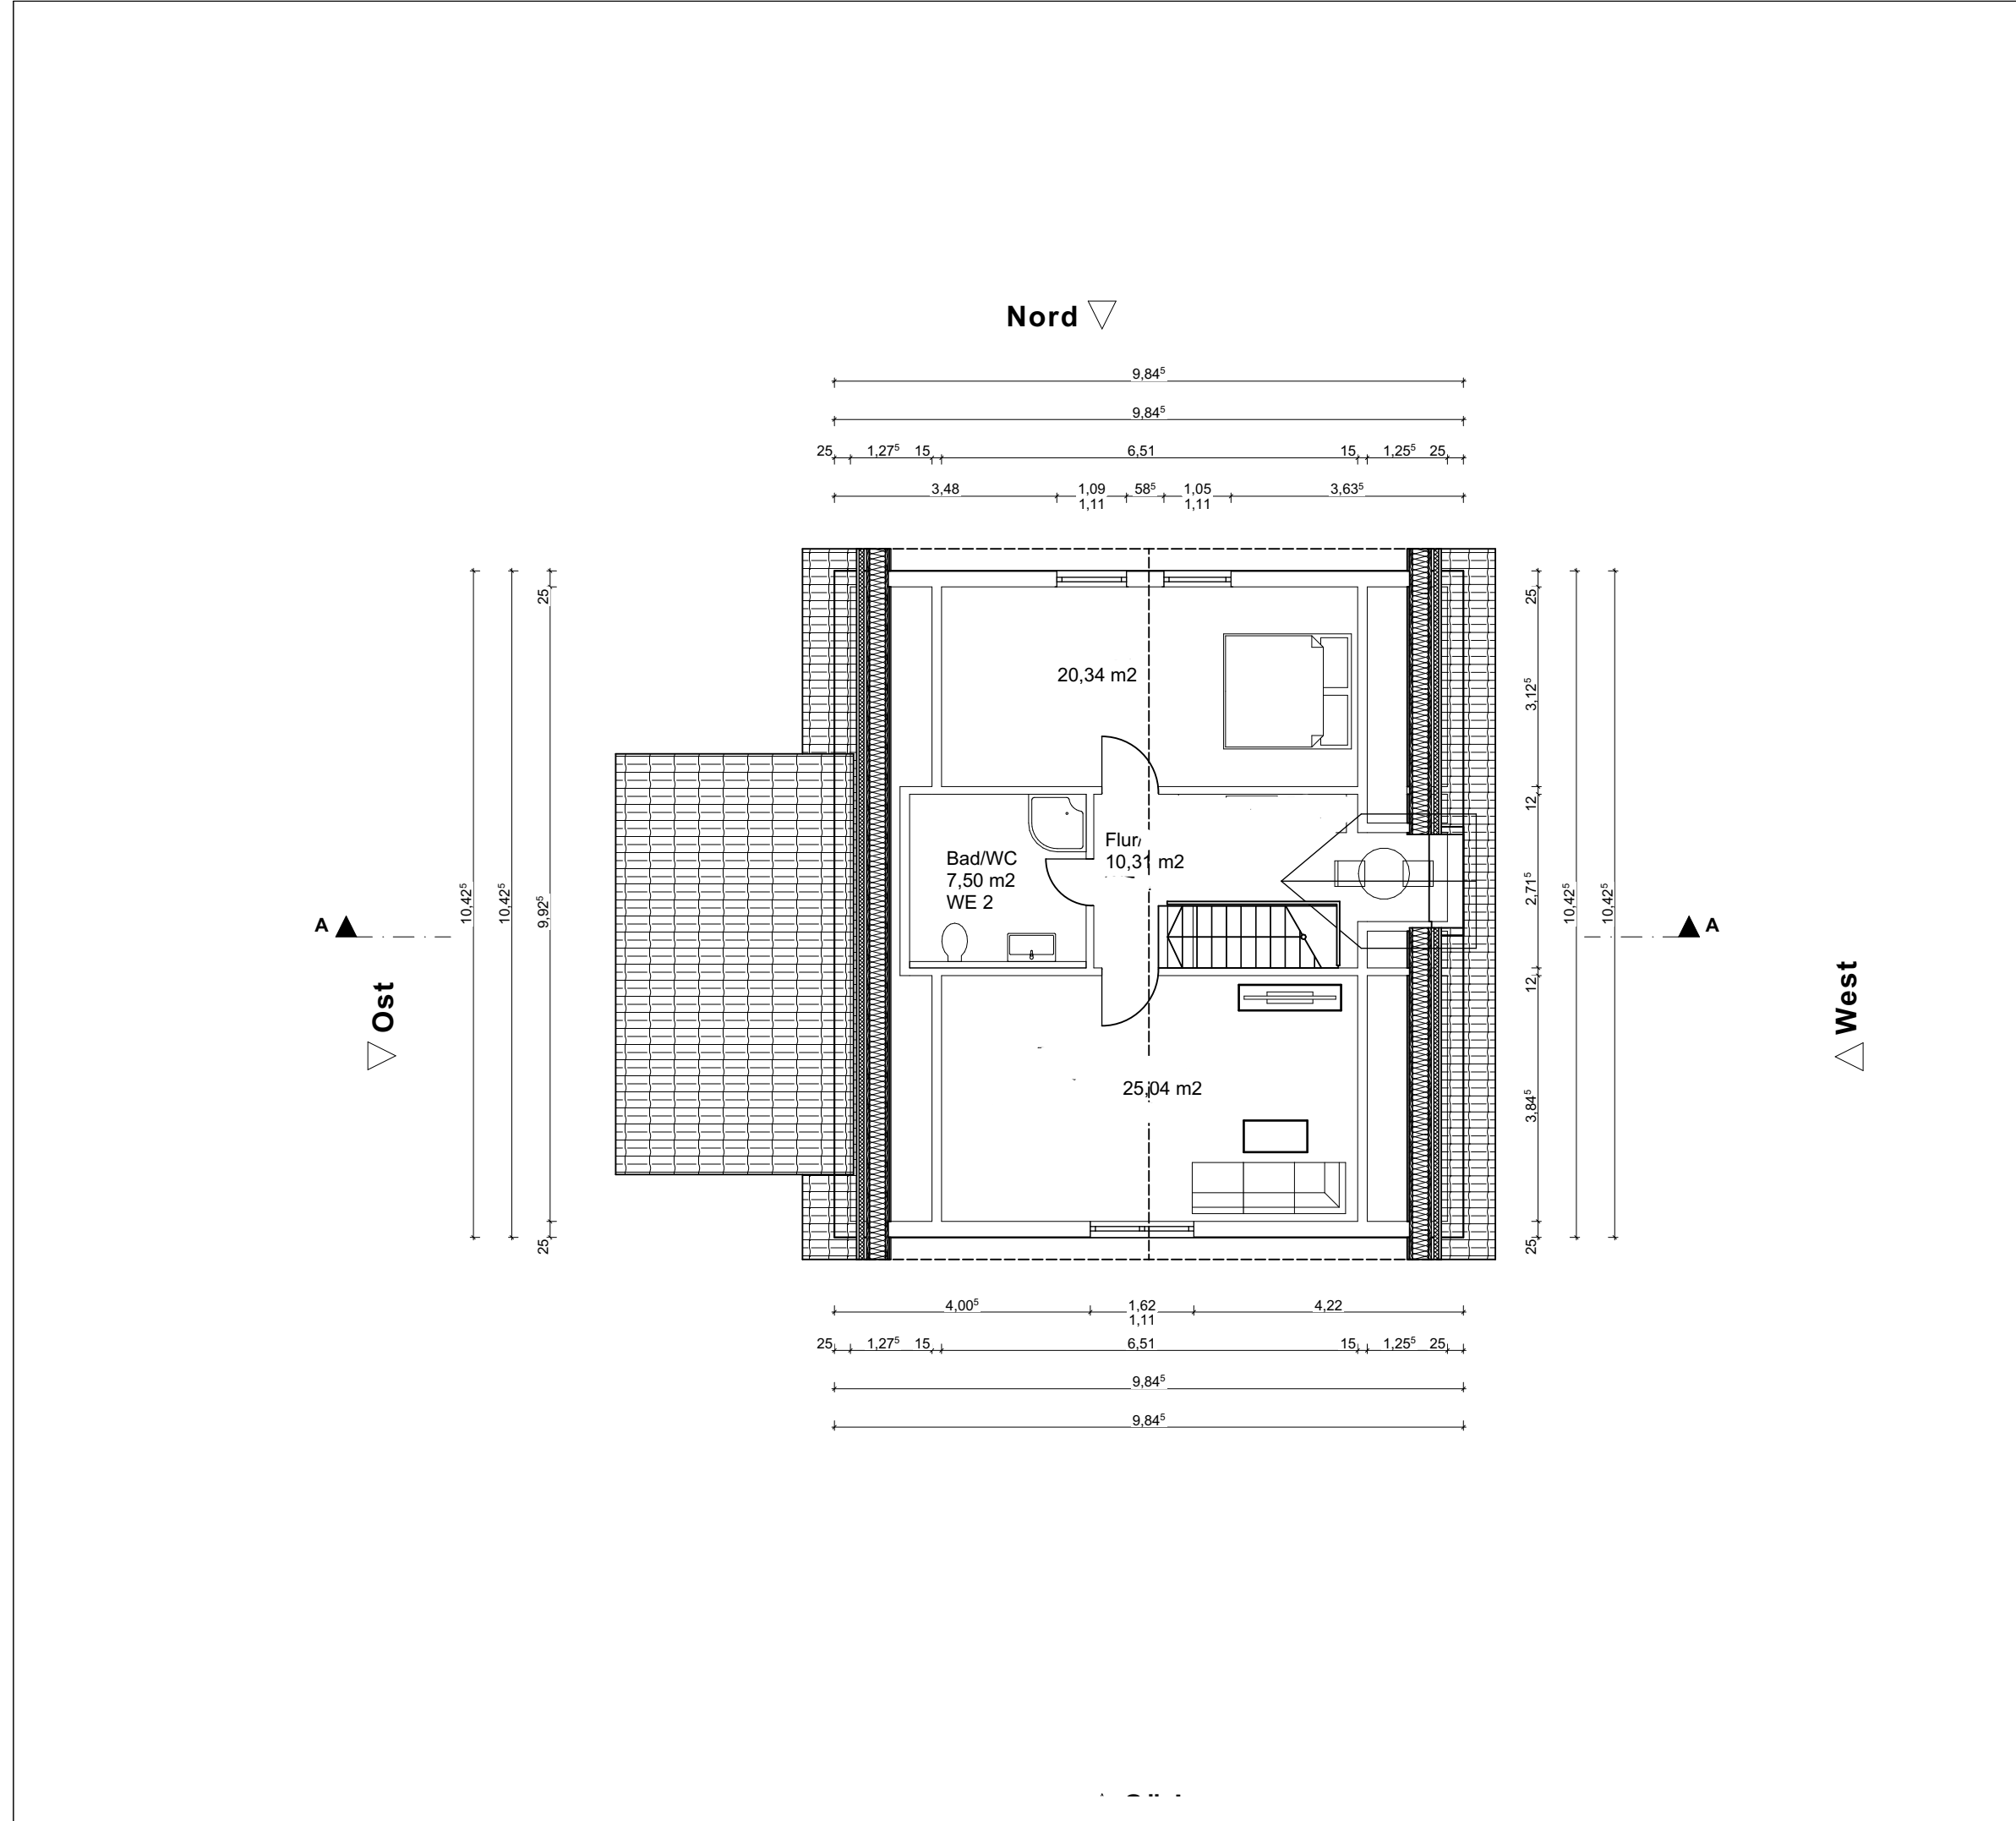 Nord
9,84⁵
9,84⁵
25 1,27⁵ 15 6,51 15 1,25⁵ 25
3,48 1,09 58⁵ 1,05 3,63⁵
1,11 1,11
25 25
20,34 m2
3,12⁵
12
Flur
10,31 m2
Bad/WC
7,50 m2
WE 2
10,42⁵ 10,42⁵ 9,92⁵
2,71⁵ 10,42⁵ 10,42⁵
A A
Ost West
12
25,04 m2
3,84⁵
25 25
4,00⁵ 1,62 4,22
1,11
25 1,27⁵ 15 6,51 15 1,25⁵ 25
9,84⁵
9,84⁵